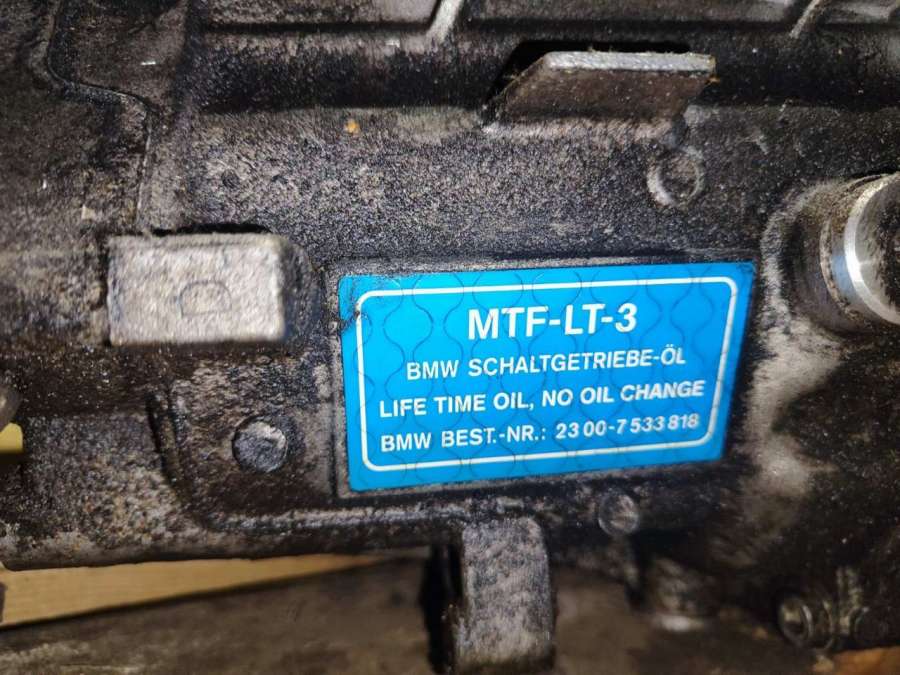 D
MTF-LT-3
BMW SCHALTGETRIEBE-ÖL
LIFE TIME OIL, NO OIL CHANGE
BMW BEST.-NR.: 23 00-7 533 818